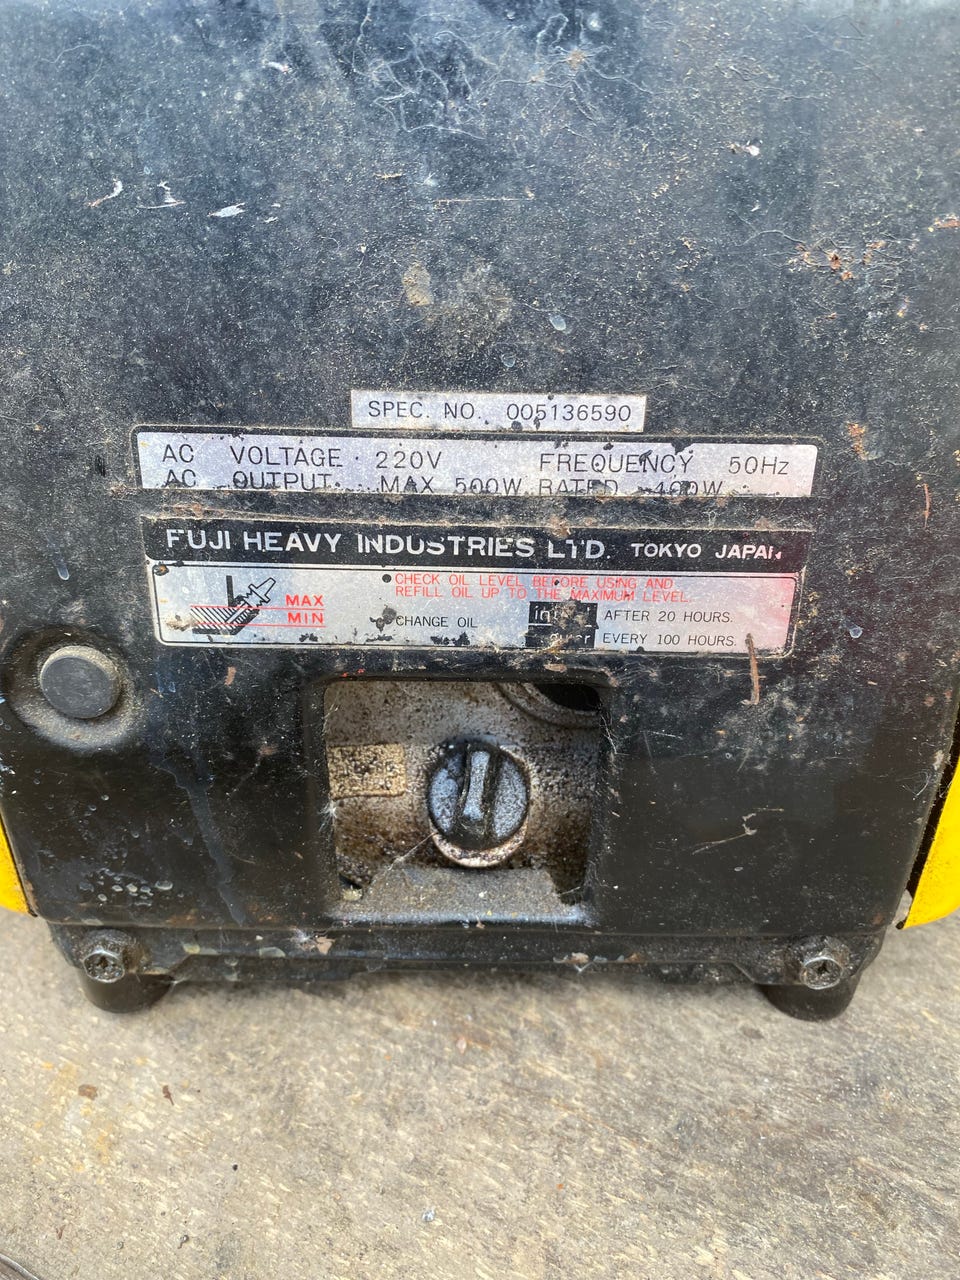 SPEC. NO. 005136590
AC VOLTAGE 220V FREQUENCY 50Hz
AC OUTPUT MAX 500W RATED 400W
FUJI HEAVY INDUSTRIES LTD. TOKYO JAPAN
● CHECK OIL LEVEL BEFORE USING AND
REFILL OIL UP TO THE MAXIMUM LEVEL.
MAX
MIN
CHANGE OIL
AFTER 20 HOURS.
EVERY 100 HOURS.